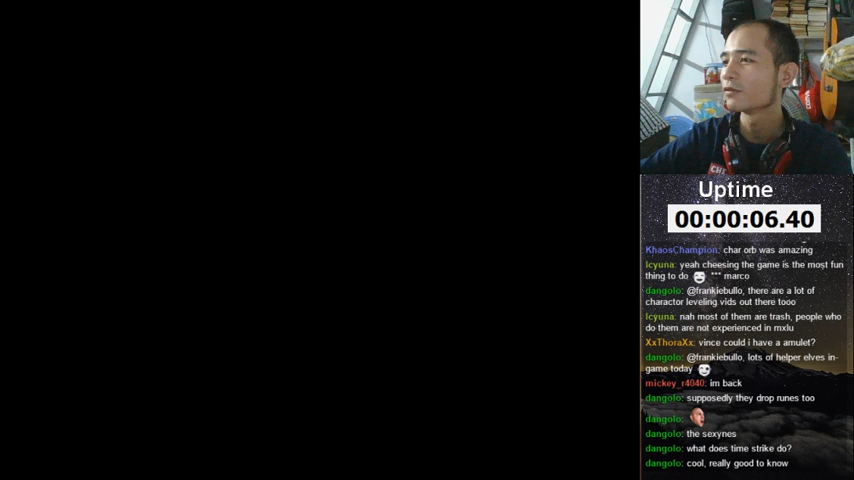 Uptime
00:00:06.40
KhaosChampion: char orb was amazing
Icyuna: yeah cheesing the game is the most fun
thing to do *** marco
dangolo: @frankiebullo, there are a lot of
charactor leveling vids out there tooo
Icyuna: nah most of them are trash, people who
do them are not experienced in mxlu
XxThoraXx: vince could i have a amulet?
dangolo: @frankiebullo, lots of helper elves in-
game today
mickey_r4040: im back
dangolo: supposedly they drop runes too
dangolo:
dangolo: the sexynes
dangolo: what does time strike do?
dangolo: cool, really good to know